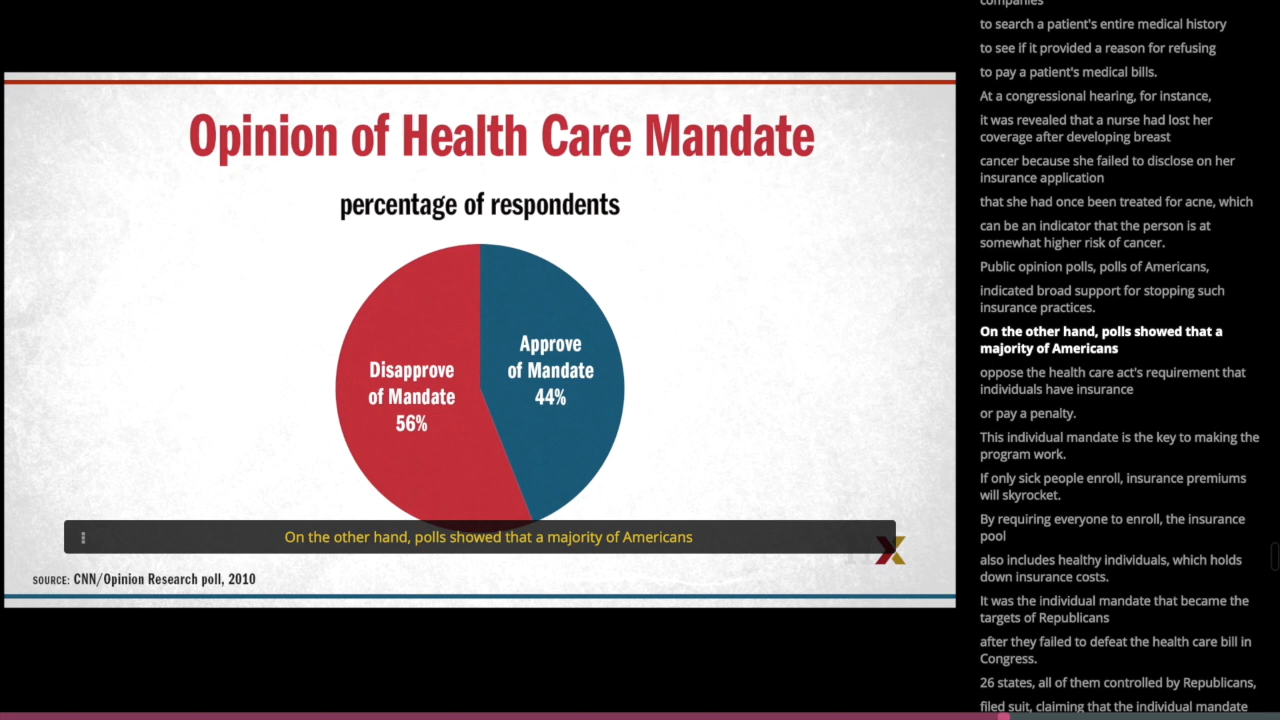 Opinion of Health Care Mandate
percentage of respondents
Disapprove
of Mandate
56%
Approve
of Mandate
44%
On the other hand, polls showed that a majority of Americans
X
SOURCE: CNN/Opinion Research poll, 2010
companies
to search a patient's entire medical history
to see if it provided a reason for refusing
to pay a patient's medical bills.
At a congressional hearing, for instance,
it was revealed that a nurse had lost her
coverage after developing breast
cancer because she failed to disclose on her
insurance application
that she had once been treated for acne, which
can be an indicator that the person is at
somewhat higher risk of cancer.
Public opinion polls, polls of Americans,
indicated broad support for stopping such
insurance practices.
On the other hand, polls showed that a
majority of Americans
oppose the health care act's requirement that
individuals have insurance
or pay a penalty.
This individual mandate is the key to making the
program work.
If only sick people enroll, insurance premiums
will skyrocket.
By requiring everyone to enroll, the insurance
pool
also includes healthy individuals, which holds
down insurance costs.
It was the individual mandate that became the
targets of Republicans
after they failed to defeat the health care bill in
Congress.
26 states, all of them controlled by Republicans,
filed suit, claiming that the individual mandate